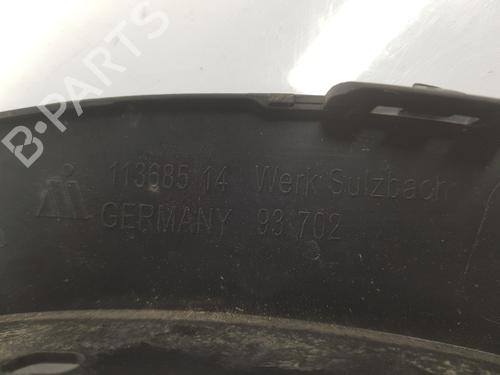 B-PARTS
113685 14 Werk Sulzbach
GERMANY 93 702